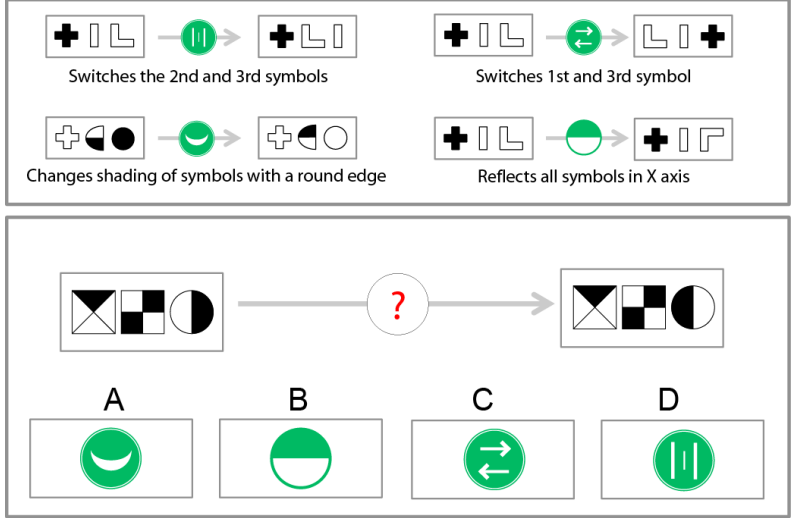 Switches the 2nd and 3rd symbols
Switches 1st and 3rd symbol
Changes shading of symbols with a round edge
Reflects all symbols in X axis
?
A B C D